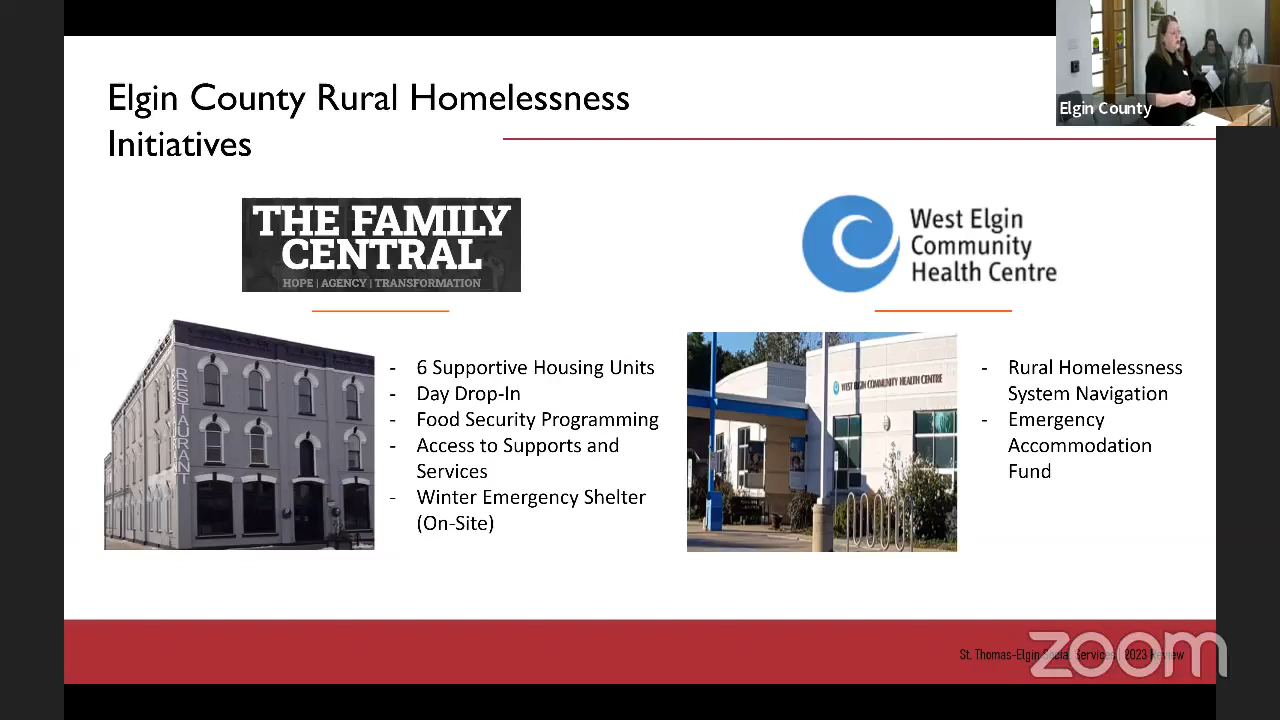 Elgin County Rural Homelessness
Initiatives
Elgin County
THE FAMILY
CENTRAL
HOPE | AGENCY | TRANSFORMATION
West Elgin
Community
Health Centre
RESTAURANT
- 6 Supportive Housing Units
- Day Drop-In
- Food Security Programming
- Access to Supports and
Services
- Winter Emergency Shelter
(On-Site)
WEST ELGIN COMMUNITY HEALTH CENTRE
- Rural Homelessness
System Navigation
- Emergency
Accommodation
Fund
St. Thomas-Elgin Social Services | 2023 Review
zoom